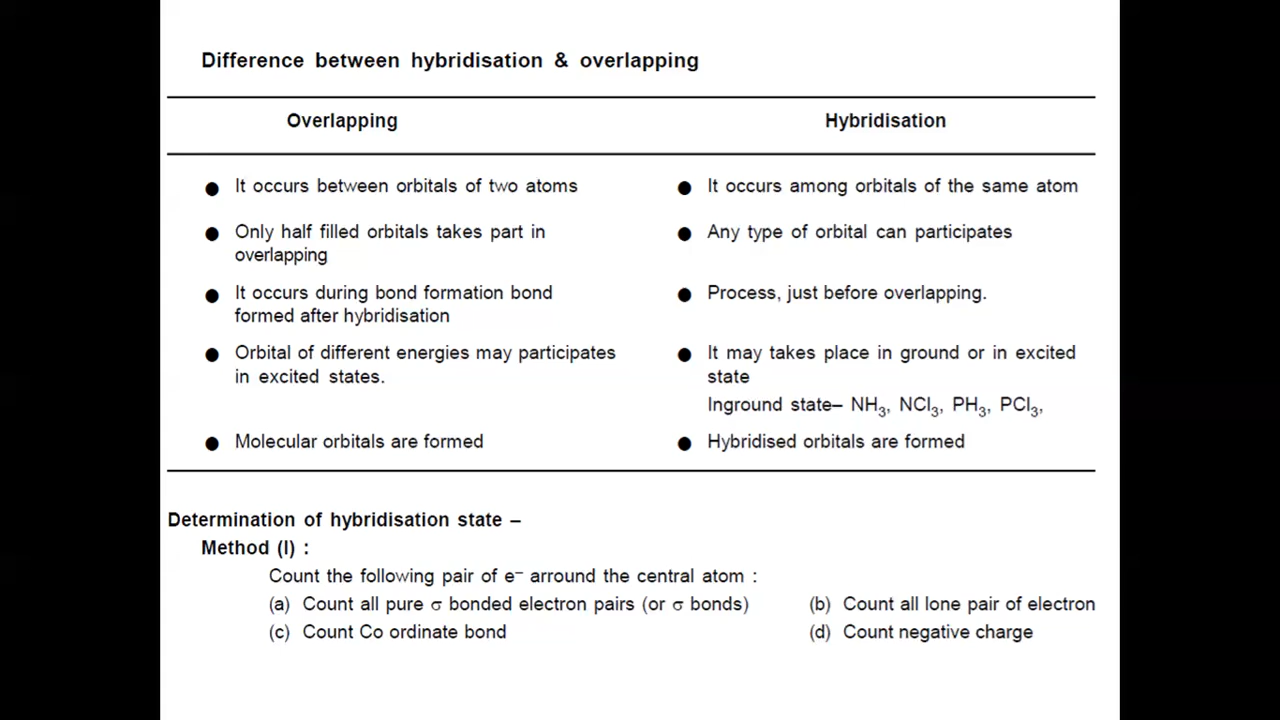 Difference between hybridisation & overlapping
Overlapping
Hybridisation
● It occurs between orbitals of two atoms
● It occurs among orbitals of the same atom
● Only half filled orbitals takes part in
overlapping
● Any type of orbital can participates
● It occurs during bond formation bond
formed after hybridisation
● Process, just before overlapping.
● Orbital of different energies may participates
in excited states.
● It may takes place in ground or in excited
state
Inground state– NH₃, NCl₃, PH₃, PCl₃,
● Molecular orbitals are formed
● Hybridised orbitals are formed
Determination of hybridisation state –
Method (I) :
Count the following pair of e⁻ arround the central atom :
(a) Count all pure σ bonded electron pairs (or σ bonds)
(b) Count all lone pair of electron
(c) Count Co ordinate bond
(d) Count negative charge